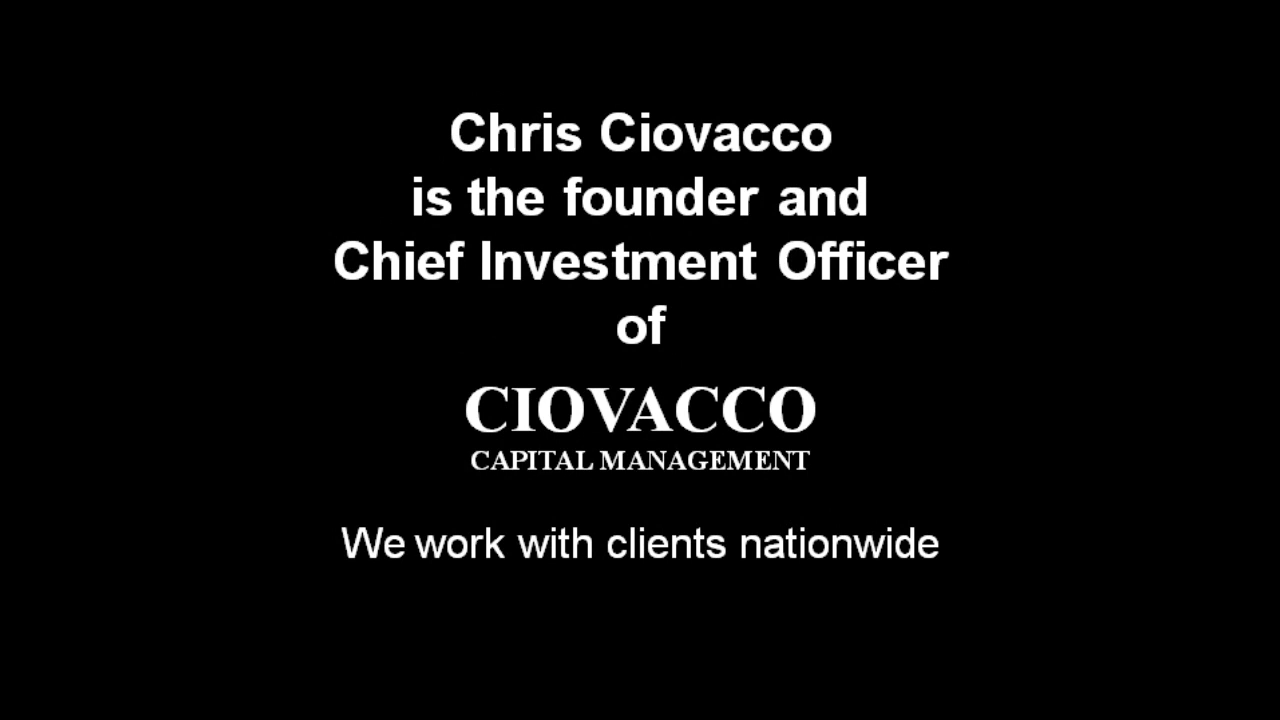 Chris Ciovacco
is the founder and
Chief Investment Officer
of
CIOVACCO
CAPITAL MANAGEMENT
We work with clients nationwide